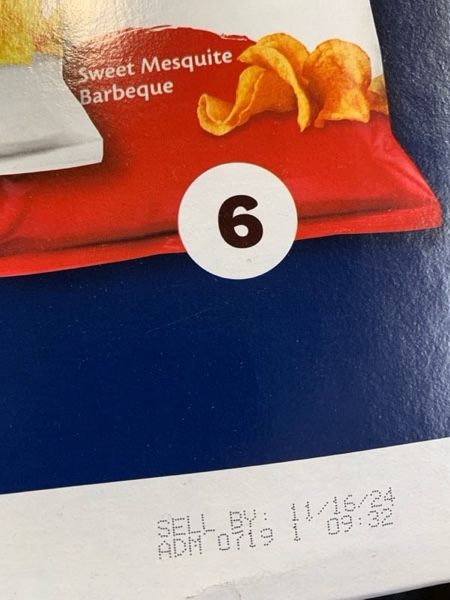 Sweet Mesquite
Barbeque
6
SELL BY: 11/16/24
ADM 0719 1 09:32